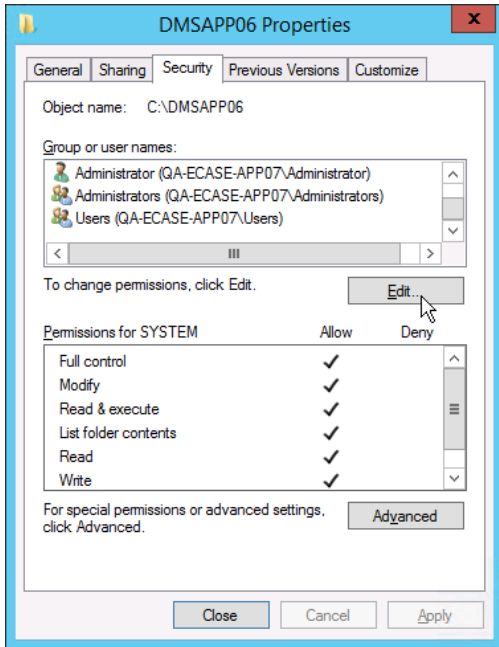 DMSAPP06 Properties
x
General Sharing Security Previous Versions Customize
Object name: C:\DMSAPP06
Group or user names:
Administrator (QA-ECASE-APP07\Administrator)
Administrators (QA-ECASE-APP07\Administrators)
Users (QA-ECASE-APP07\Users)
To change permissions, click Edit.
Edit...
Permissions for SYSTEM Allow Deny
Full control
Modify
Read & execute
List folder contents
Read
Write
For special permissions or advanced settings,
click Advanced.
Advanced
Close Cancel Apply